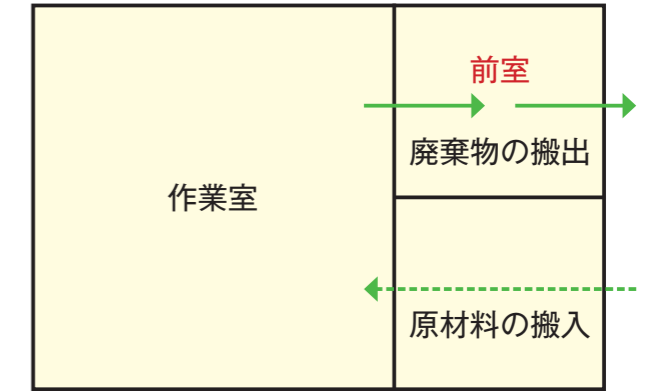 前室
廃棄物の搬出
作業室
原材料の搬入